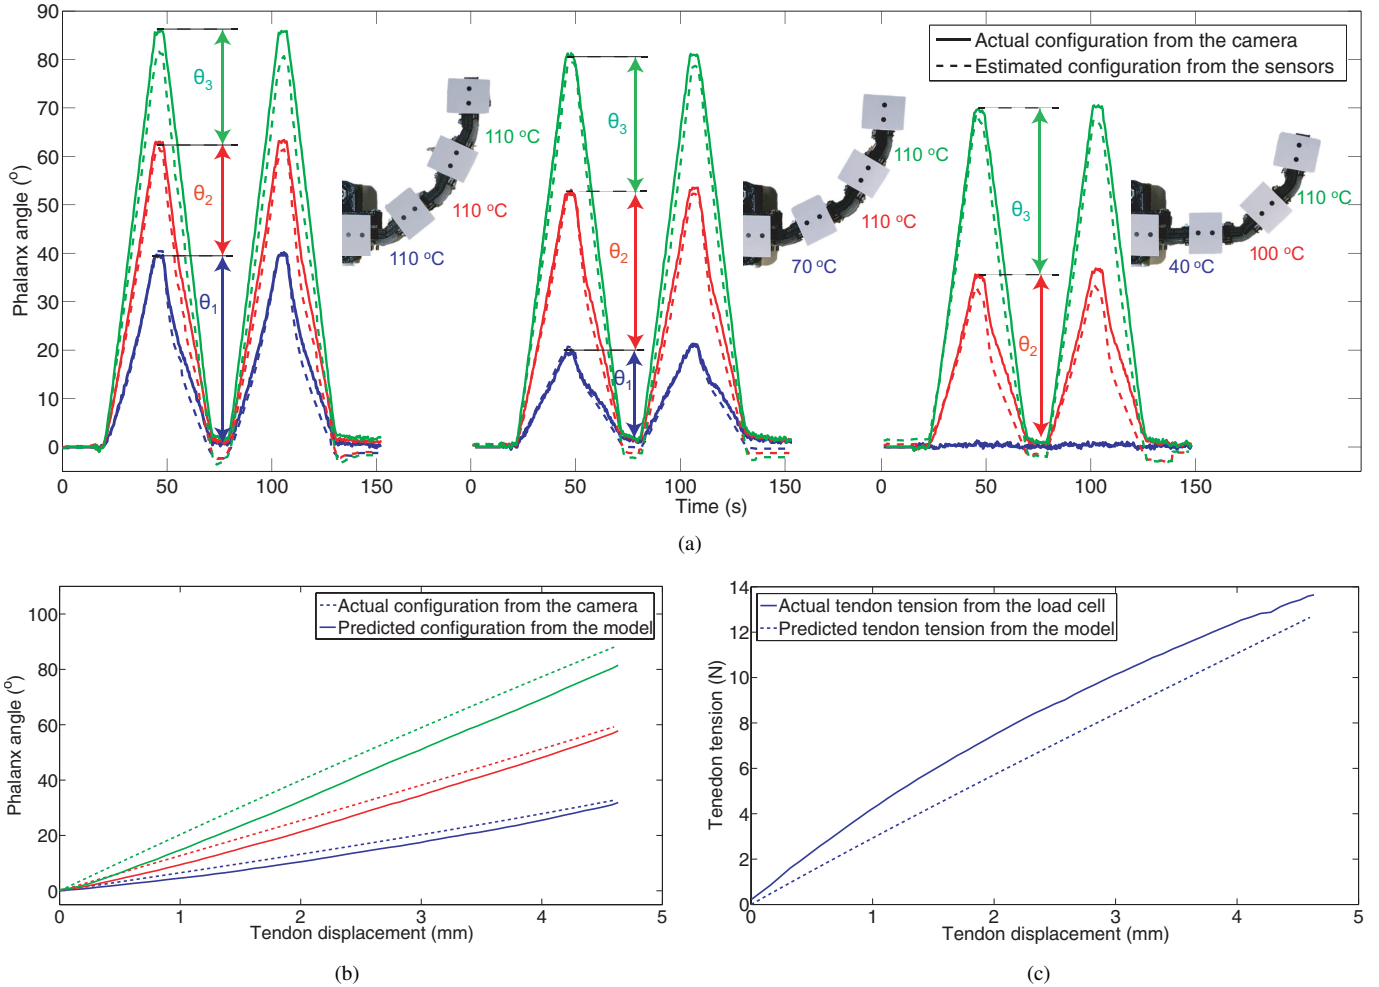 90
80
70
60
50
40
30
20
10
0
Phalanx angle (°)
Actual configuration from the camera
Estimated configuration from the sensors
θ3
θ2
θ1
110 °C
110 °C
110 °C
θ3
θ2
θ1
110 °C
110 °C
70 °C
θ3
θ2
110 °C
100 °C
40 °C
0 50 100 150 0 50 100 150 0 50 100 150
Time (s)
(a)
100
80
60
40
20
0
Phalanx angle (°)
Actual configuration from the camera
Predicted configuration from the model
0 1 2 3 4 5
Tendon displacement (mm)
(b)
14
12
10
8
6
4
2
0
Tenedon tension (N)
Actual tendon tension from the load cell
Predicted tendon tension from the model
0 1 2 3 4 5
Tendon displacement (mm)
(c)